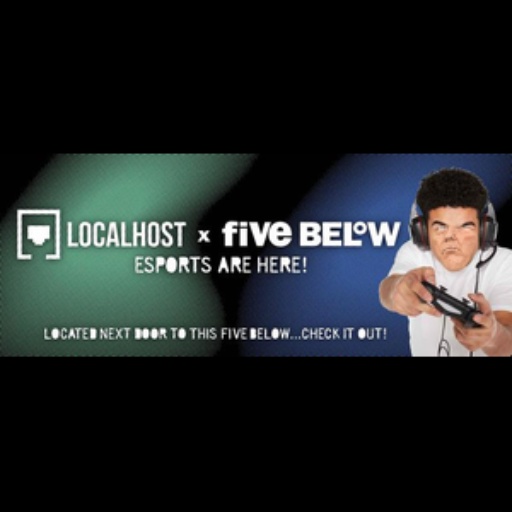 LOCALHOST x five BELOW
ESPORTS ARE HERE!
LOCATED NEXT DOOR TO THIS FIVE BELOW...CHECK IT OUT!